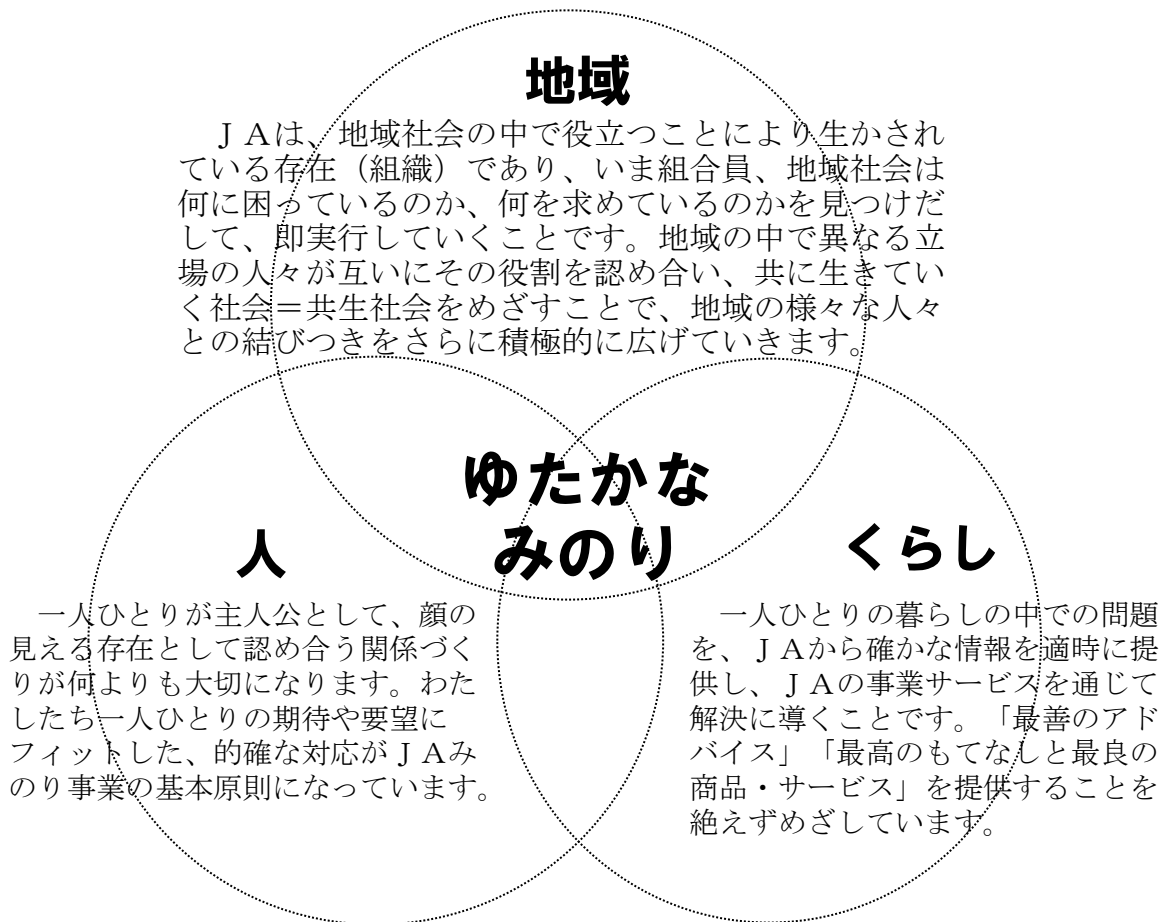 地域
　ＪＡは、地域社会の中で役立つことにより生かされ
ている存在（組織）であり、いま組合員、地域社会は
何に困っているのか、何を求めているのかを見つけだ
して、即実行していくことです。地域の中で異なる立
場の人々が互いにその役割を認め合い、共に生きてい
く社会＝共生社会をめざすことで、地域の様々な人々
との結びつきをさらに積極的に広げていきます。
ゆたかな
みのり
人
　一人ひとりが主人公として、顔の
見える存在として認め合う関係づく
りが何よりも大切になります。わた
したち一人ひとりの期待や要望に
フィットした、的確な対応がＪＡみ
のり事業の基本原則になっています。
くらし
　一人ひとりの暮らしの中での問題
を、ＪＡから確かな情報を適時に提
供し、ＪＡの事業サービスを通じて
解決に導くことです。「最善のアド
バイス」「最高のもてなしと最良の
商品・サービス」を提供することを
絶えずめざしています。